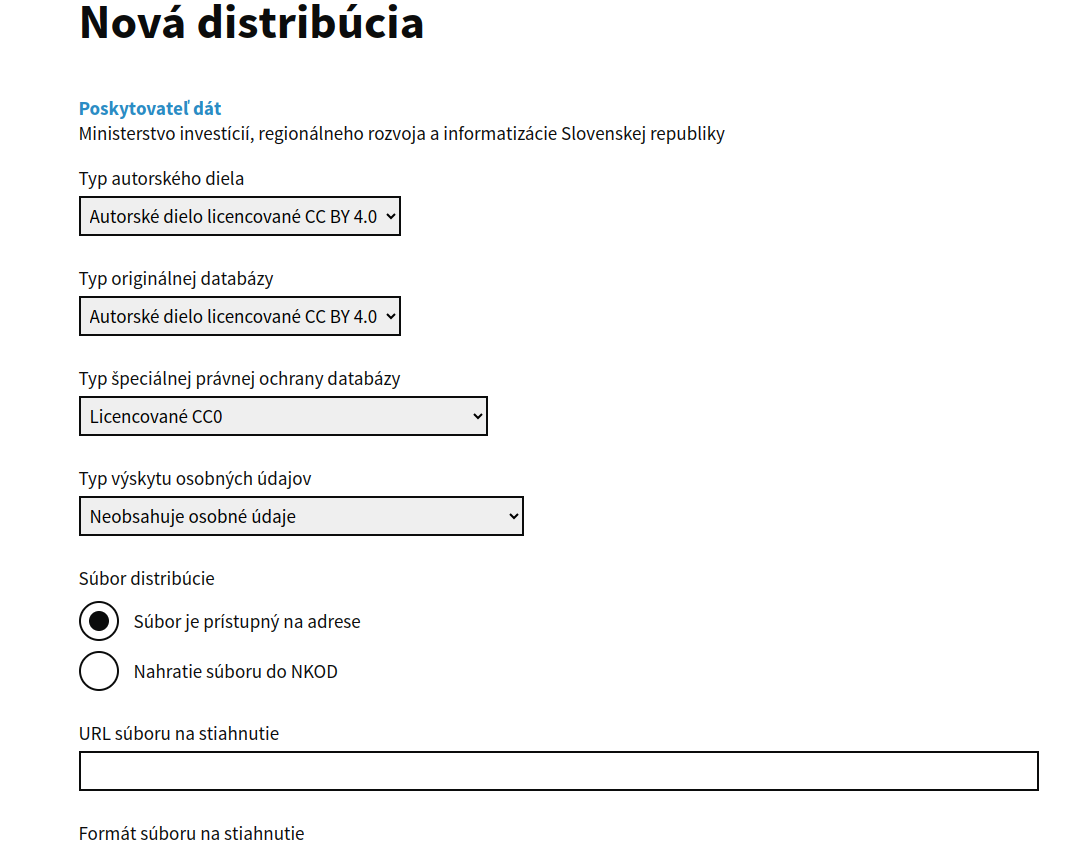 Nová distribúcia
Poskytovateľ dát
Ministerstvo investícií, regionálneho rozvoja a informatizácie Slovenskej republiky
Typ autorského diela
Autorské dielo licencované CC BY 4.0
Typ originálnej databázy
Autorské dielo licencované CC BY 4.0
Typ špeciálnej právnej ochrany databázy
Licencované CC0
Typ výskytu osobných údajov
Neobsahuje osobné údaje
Súbor distribúcie
Súbor je prístupný na adrese
Nahratie súboru do NKOD
URL súboru na stiahnutie
Formát súboru na stiahnutie